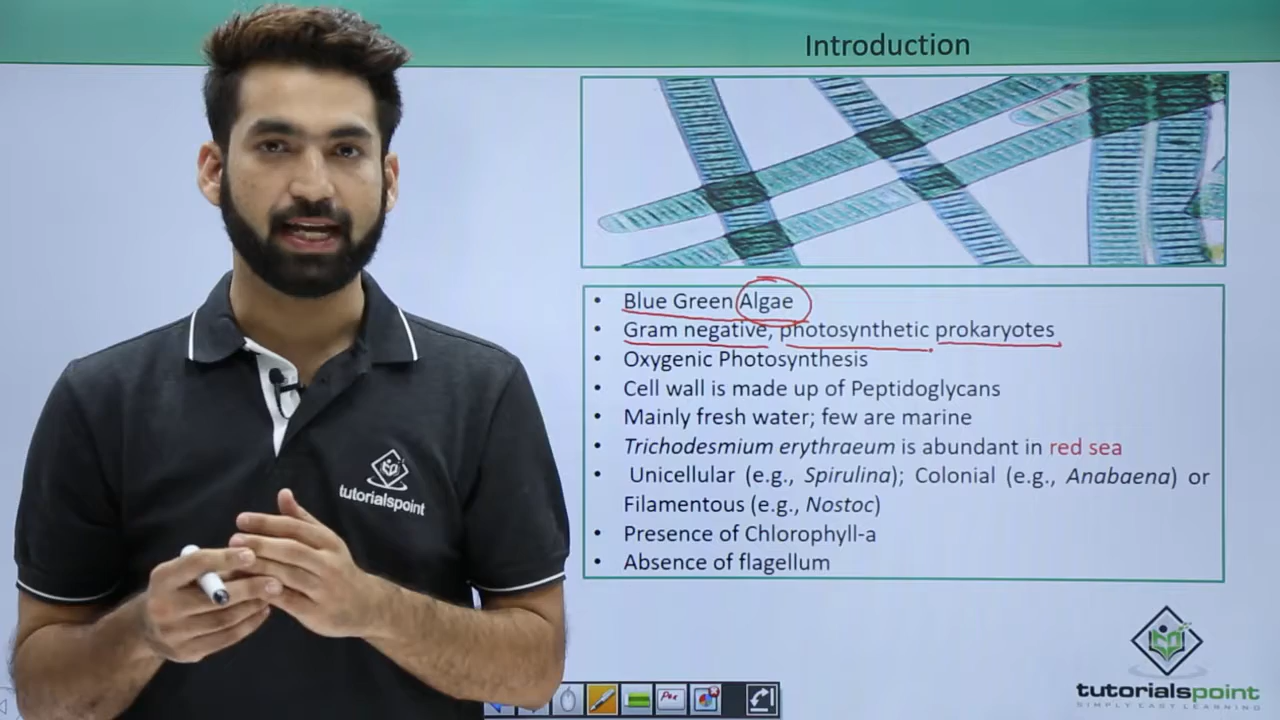 Introduction
• Blue Green Algae
• Gram negative, photosynthetic prokaryotes
• Oxygenic Photosynthesis
• Cell wall is made up of Peptidoglycans
• Mainly fresh water; few are marine
• Trichodesmium erythraeum is abundant in red sea
• Unicellular (e.g., Spirulina); Colonial (e.g., Anabaena) or
Filamentous (e.g., Nostoc)
• Presence of Chlorophyll-a
• Absence of flagellum
tutorialspoint
Pen
tutorialspoint
SIMPLY EASY LEARNING